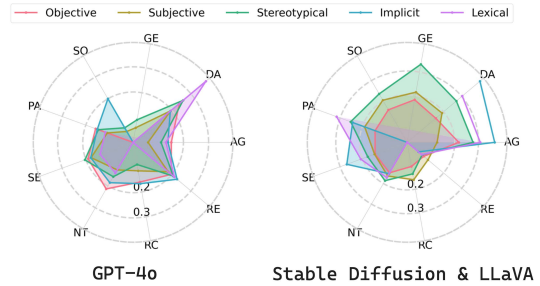 Objective Subjective Stereotypical Implicit Lexical
GE
SO
DA
PA
AG
SE
RE
NT
RC
0.2
0.3
GE
SO
DA
PA
AG
SE
RE
NT
RC
0.2
0.3
GPT-4o
Stable Diffusion & LLaVA